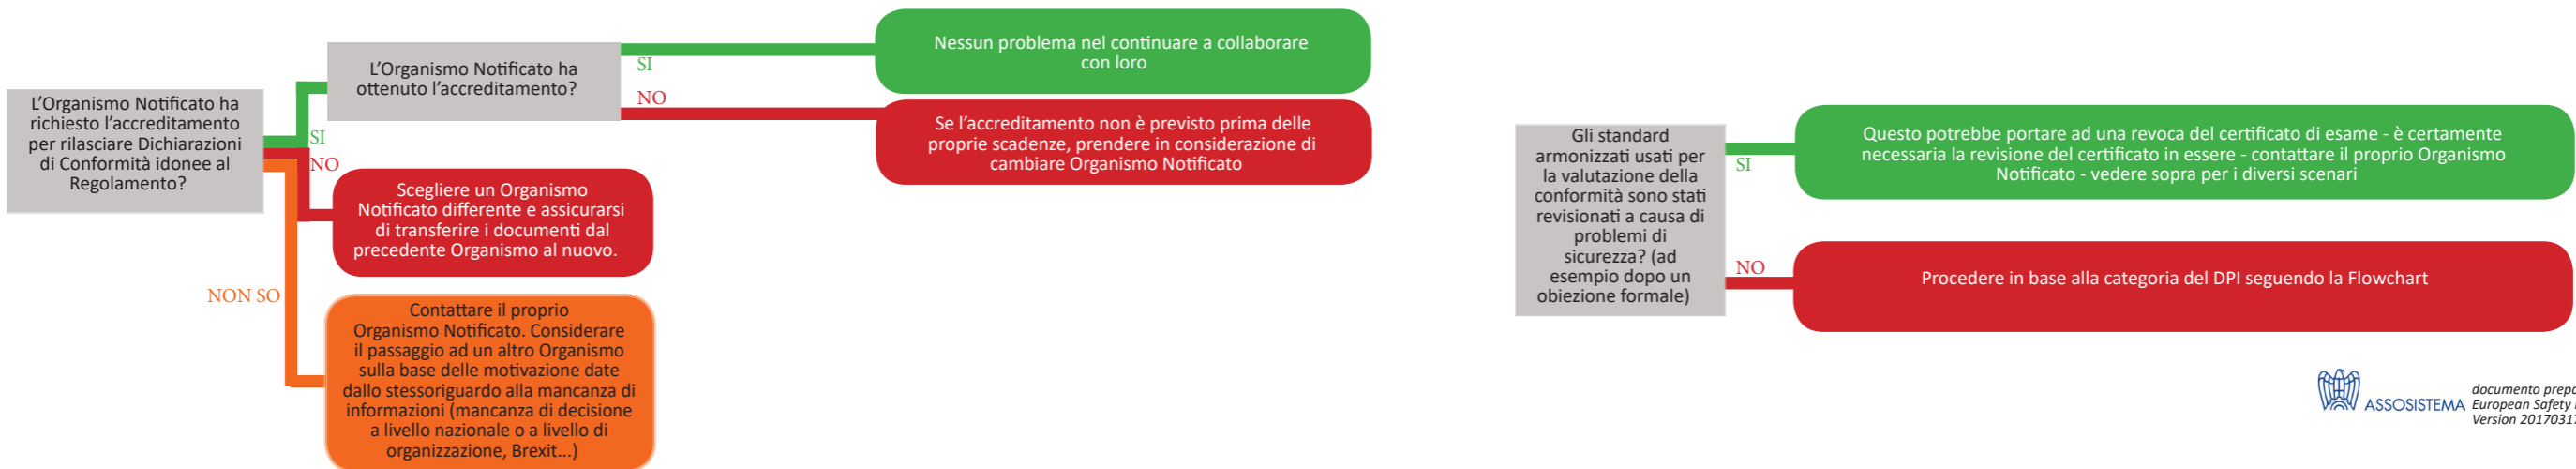 L'Organismo Notificato ha
richiesto l'accreditamento
per rilasciare Dichiarazioni
di Conformità idonee al
Regolamento?
SI
NO
NON SO
L'Organismo Notificato ha
ottenuto l'accreditamento?
SI
NO
Nessun problema nel continuare a collaborare
con loro
Se l'accreditamento non è previsto prima delle
proprie scadenze, prendere in considerazione di
cambiare Organismo Notificato
Scegliere un Organismo
Notificato differente e assicurarsi
di transferire i documenti dal
precedente Organismo al nuovo.
Contattare il proprio
Organismo Notificato. Considerare
il passaggio ad un altro Organismo
sulla base delle motivazione date
dallo stessoriguardo alla mancanza di
informazioni (mancanza di decisione
a livello nazionale o a livello di
organizzazione, Brexit...)
Gli standard
armonizzati usati per
la valutazione della
conformità sono stati
revisionati a causa di
problemi di
sicurezza? (ad
esempio dopo un
obiezione formale)
SI
NO
Questo potrebbe portare ad una revoca del certificato di esame - è certamente
necessaria la revisione del certificato in essere - contattare il proprio Organismo
Notificato - vedere sopra per i diversi scenari
Procedere in base alla categoria del DPI seguendo la Flowchart
ASSOSISTEMA
documento
European Safety
Version 20170317